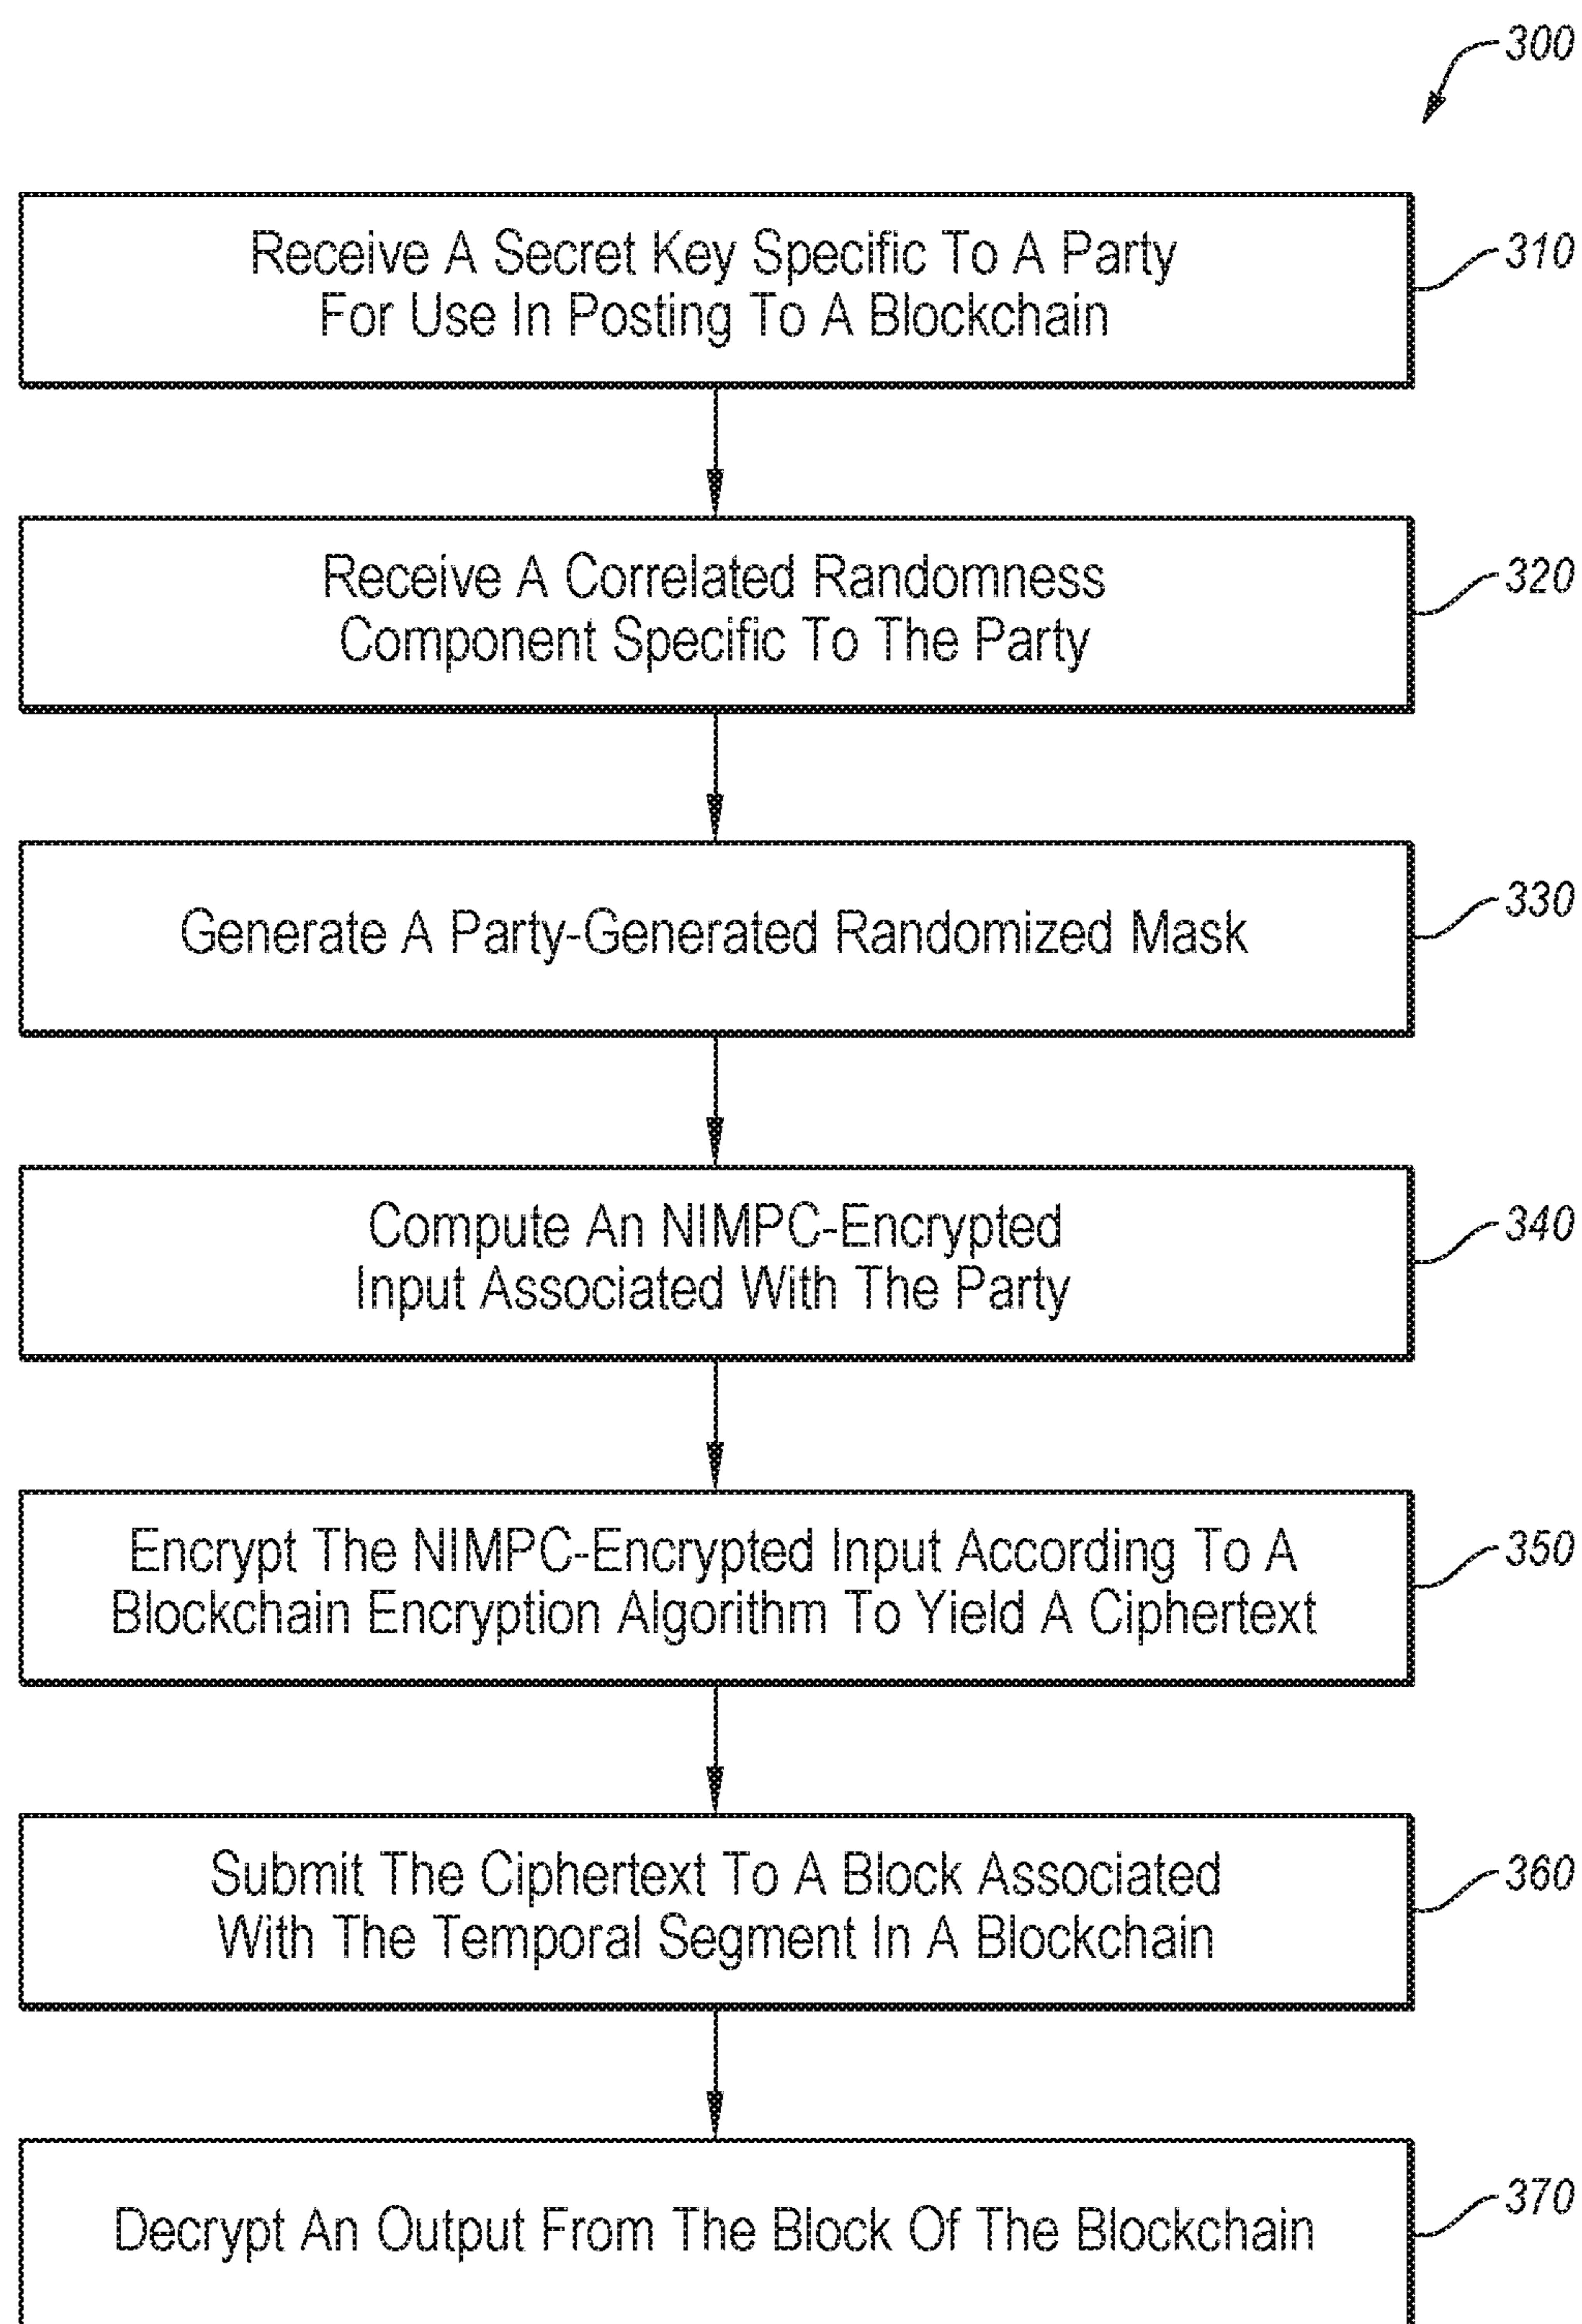 300
Receive A Secret Key Specific To A Party
For Use In Posting To A Blockchain
310
Receive A Correlated Randomness
Component Specific To The Party
320
Generate A Party-Generated Randomized Mask
330
Compute An NIMPC-Encrypted
Input Associated With The Party
340
Encrypt The NIMPC-Encrypted Input According To A
Blockchain Encryption Algorithm To Yield A Ciphertext
350
Submit The Ciphertext To A Block Associated
With The Temporal Segment In A Blockchain
360
Decrypt An Output From The Block Of The Blockchain
370